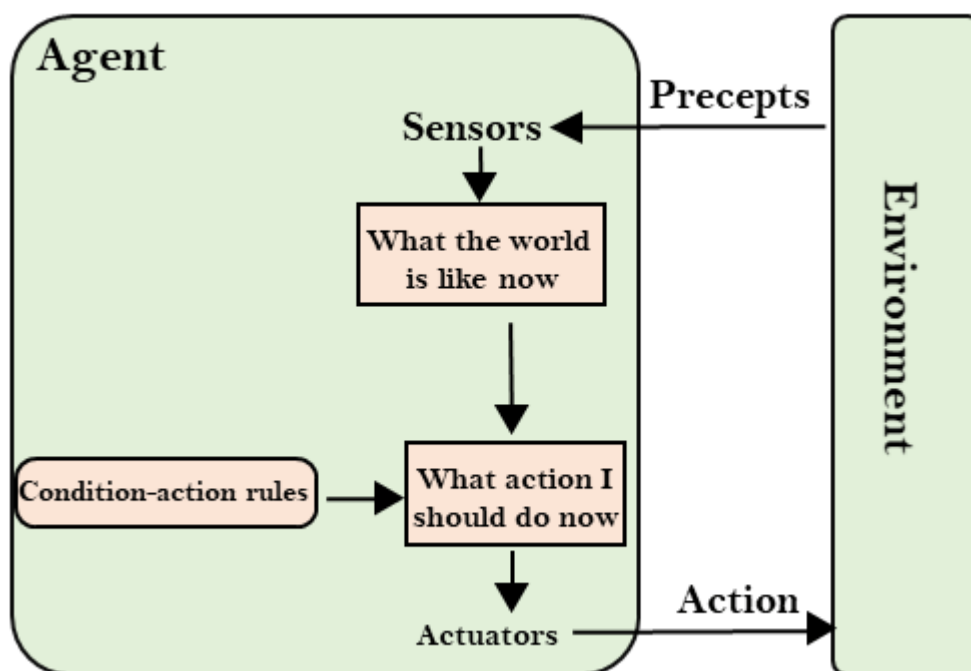 Agent
Precepts
Sensors
What the world
is like now
Environment
Condition-action rules
What action I
should do now
Action
Actuators